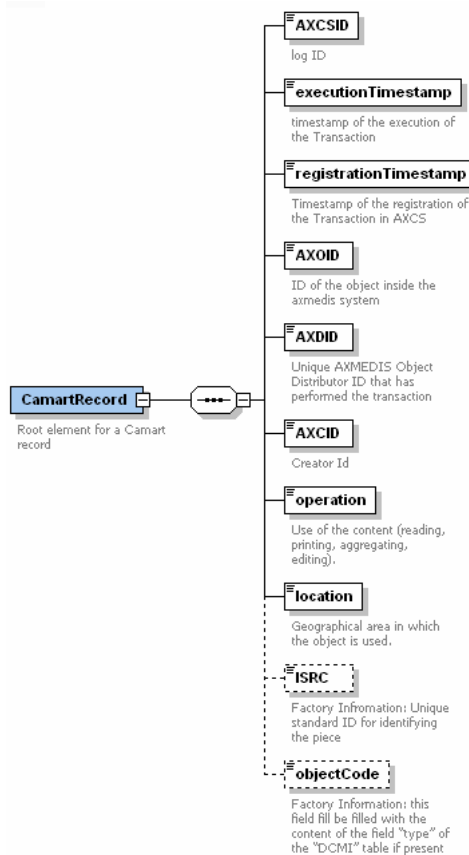 AXCSID
log ID
executionTimestamp
timestamp of the execution of
the Transaction
registrationTimestamp
Timestamp of the registration of
the Transaction in AXCS
AXOID
ID of the object inside the
axmedis system
AXDID
Unique AXMEDIS Object
Distributor ID that has
performed the transaction
CamartRecord
Root element for a Camart
record
AXCID
Creator Id
operation
Use of the content (reading,
printing, aggregating,
editing).
location
Geographical area in which
the object is used.
ISRC
Factory Infromation: Unique
standard ID for identifying
the piece
objectCode
Factory Information: this
field fill be filled with the
content of the field "type" of
the "DCMI" table if present